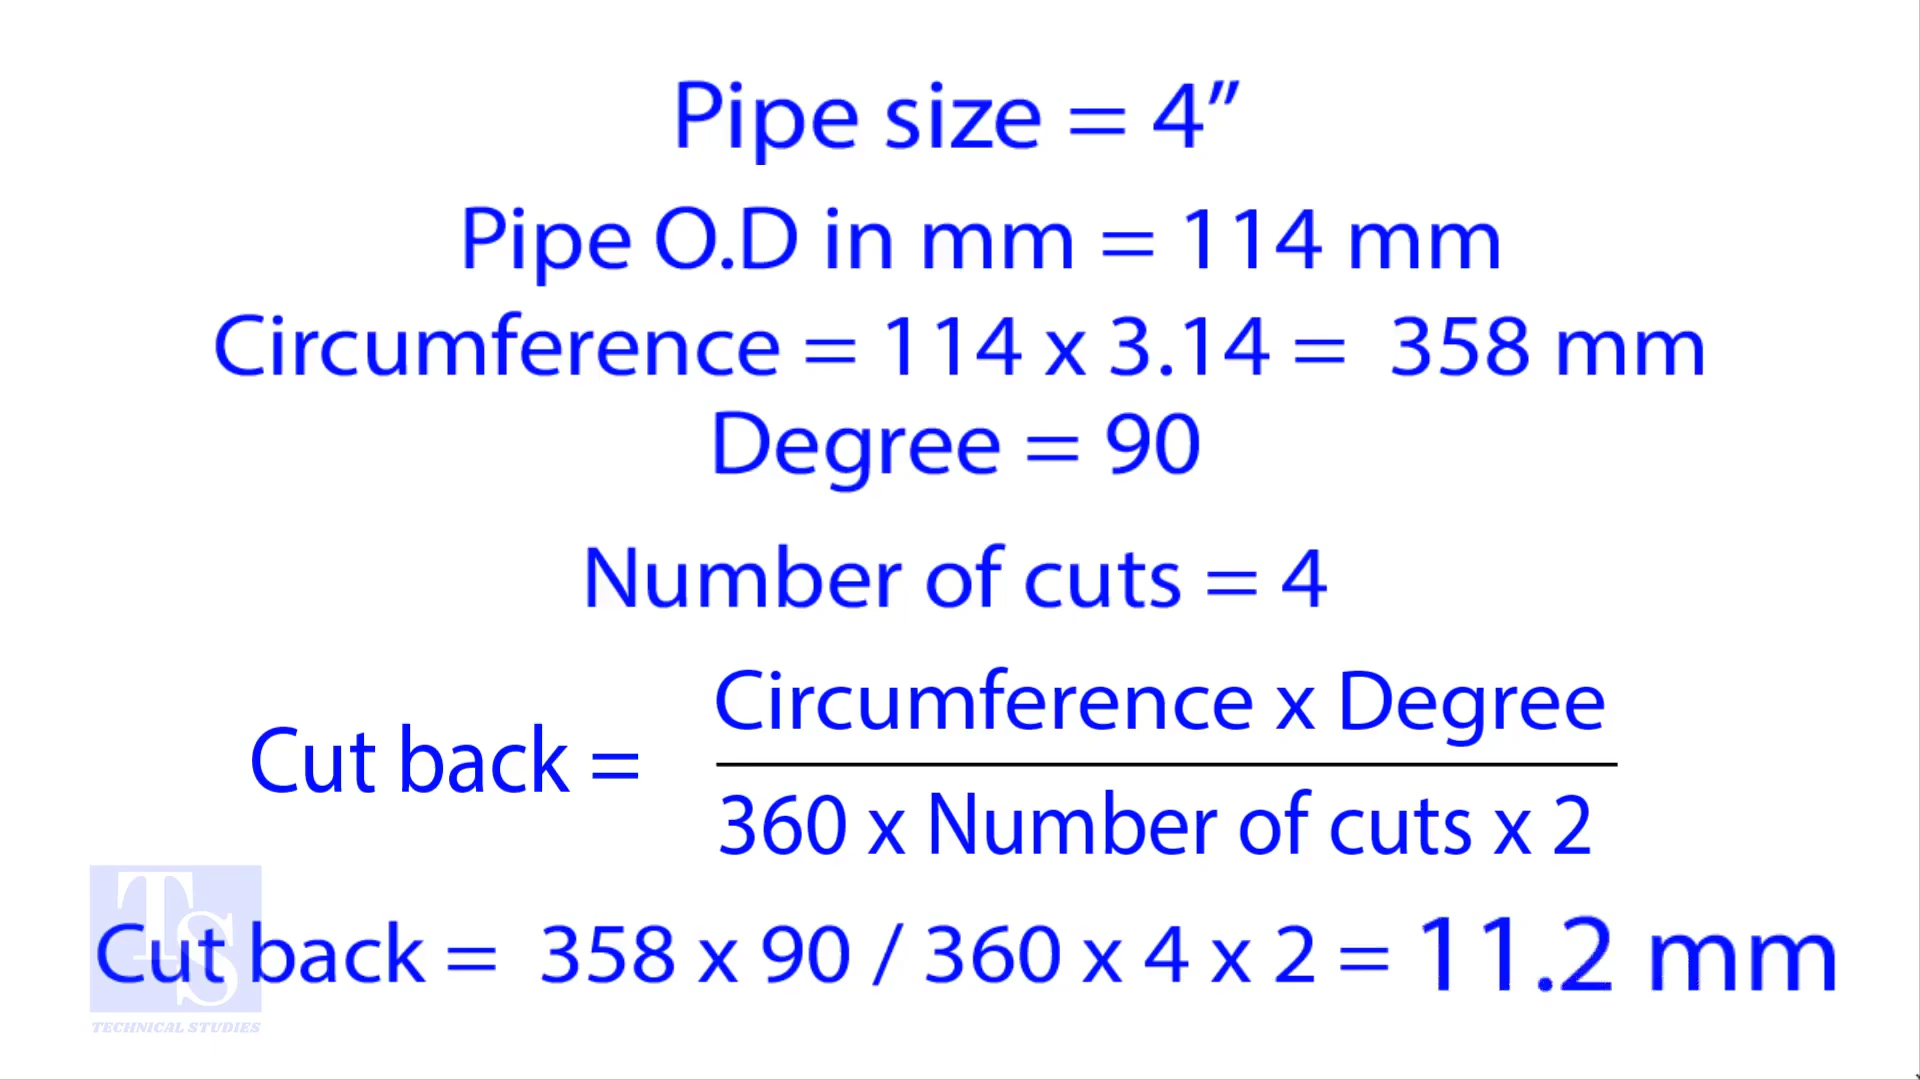 Pipe size = 4”
Pipe O.D in mm = 114 mm
Circumference = 114 x 3.14 = 358 mm
Degree = 90
Number of cuts = 4
Cut back =
Circumference x Degree
360 x Number of cuts x 2
Cut back = 358 x 90 / 360 x 4 x 2 = 11.2 mm
TS
TECHNICAL STUDIES